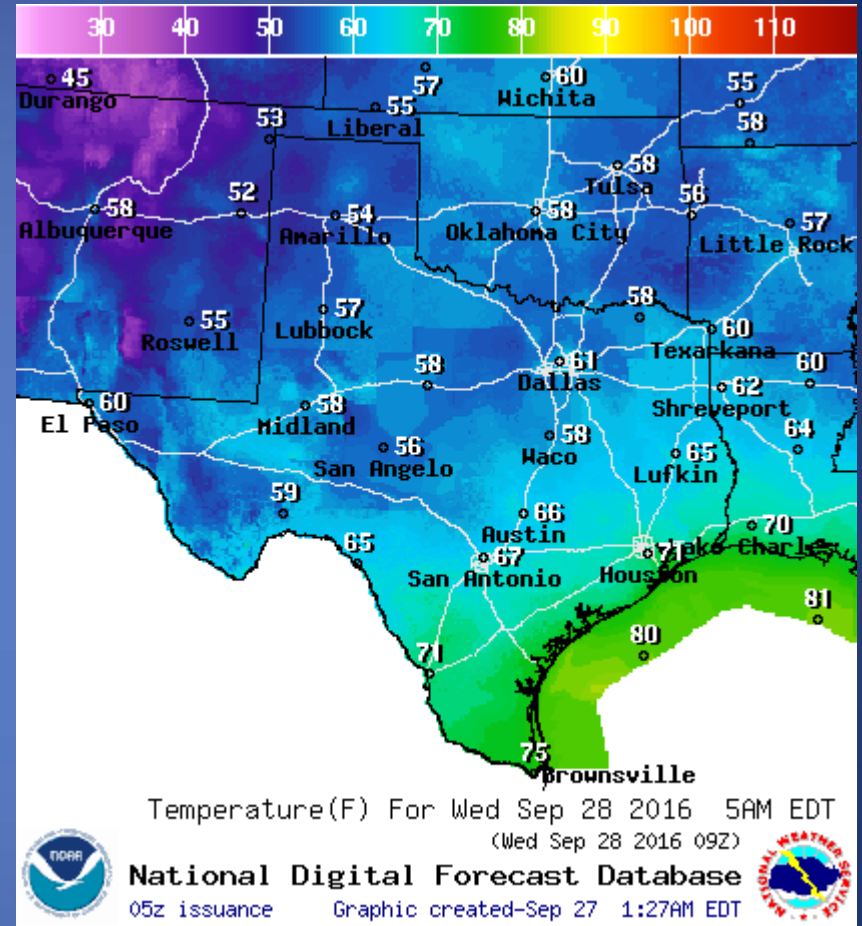 30 40 50 60 70 80 90 100 110
45
Durango
57
60
Wichita
55
Liberal
55
53
58
58
Tulsa
58
Albuquerque
52
54
Amarillo
58
Oklahoma City
56
57
Little Rock
55
Roswell
57
Lubbock
58
60
Texarkana
61
Dallas
60
El Paso
58
Midland
58
62
Shreveport
60
56
San Angelo
58
Waco
65
Lufkin
64
59
66
Austin
70
Lake Charles
65
67
San Antonio
71
Houston
81
80
71
75
Brownsville
Temperature(F) For Wed Sep 28 2016 5AM EDT
(Wed Sep 28 2016 09Z)
National Digital Forecast Database
05z issuance Graphic created-Sep 27 1:27AM EDT
NOAA
NATIONAL WEATHER SERVICE